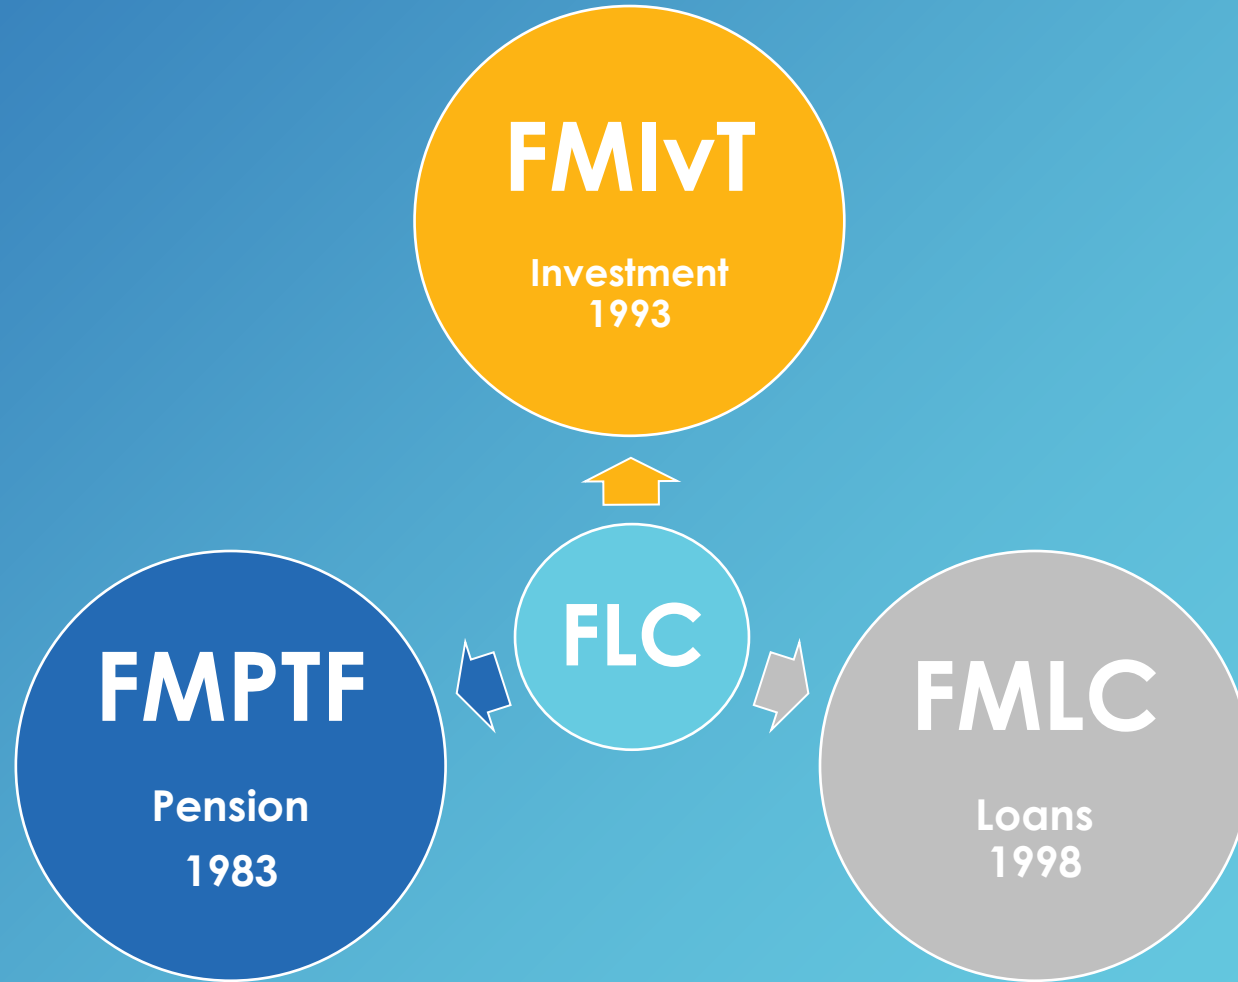 FMIvT
Investment
1993
FLC
FMPTF
Pension
1983
FMLC
Loans
1998